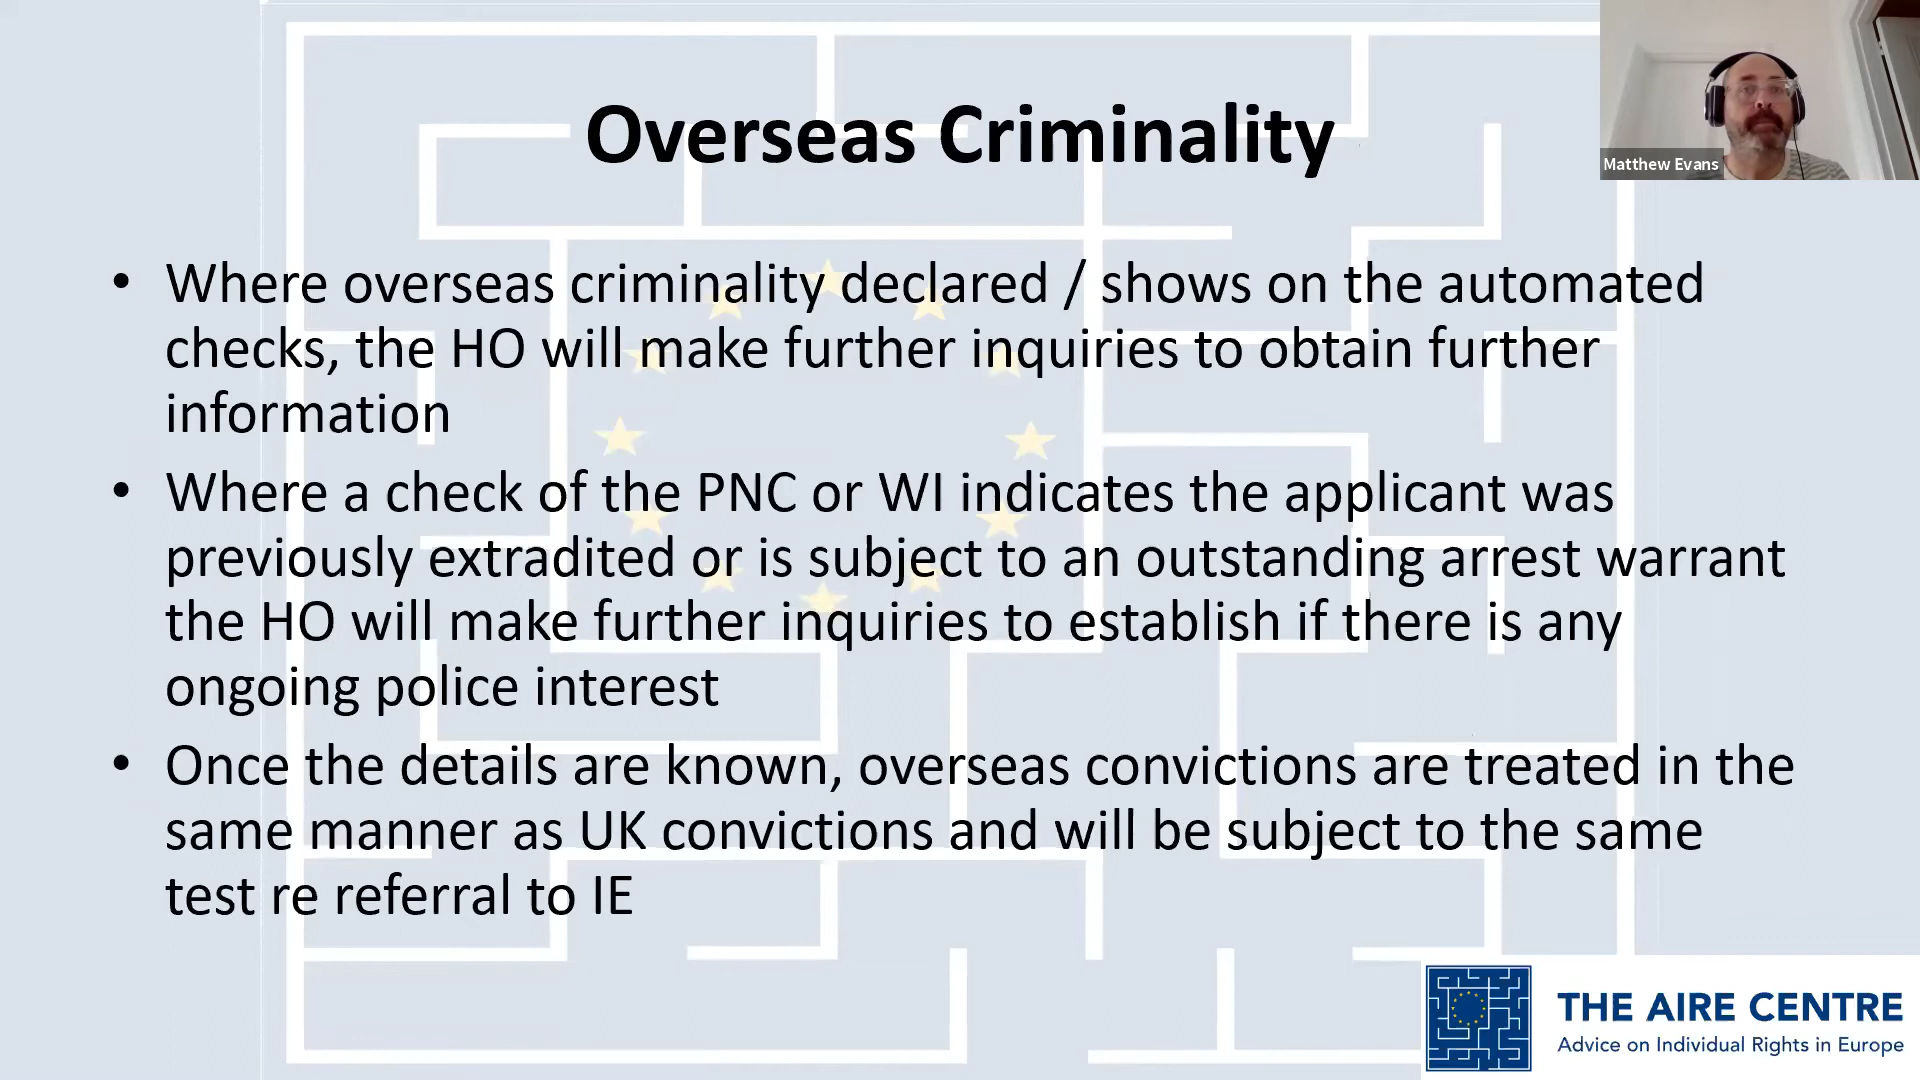 Overseas Criminality
Matthew Evans
• Where overseas criminality declared / shows on the automated
checks, the HO will make further inquiries to obtain further
information
• Where a check of the PNC or WI indicates the applicant was
previously extradited or is subject to an outstanding arrest warrant
the HO will make further inquiries to establish if there is any
ongoing police interest
• Once the details are known, overseas convictions are treated in the
same manner as UK convictions and will be subject to the same
test re referral to IE
THE AIRE CENTRE
Advice on Individual Rights in Europe